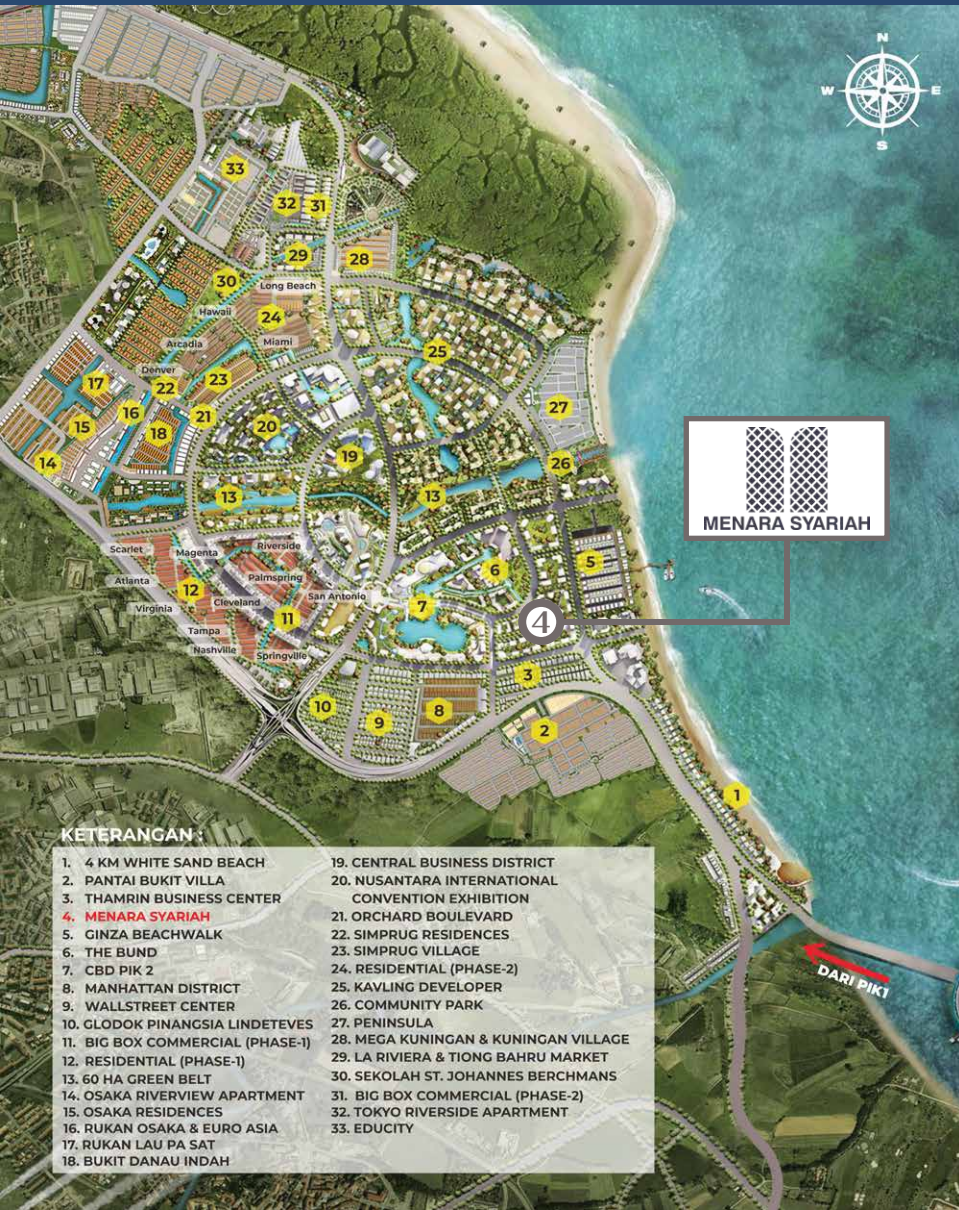 N
W
E
S
33
32
31
29
28
30
Long Beach
Hawaii
24
Arcadia
Miami
25
Denver
17
22
23
27
16
21
15
18
20
19
14
26
13
13
MENARA SYARIAH
Scarlet
Magenta
Riverside
5
6
Atlanta
Palmspring
12
San Antonio
Virginia
Cleveland
7
11
4
Tampa
Nashville
Springville
3
10
9
8
2
1
DARI PIK1
KETERANGAN :
1. 4 KM WHITE SAND BEACH
2. PANTAI BUKIT VILLA
3. THAMRIN BUSINESS CENTER
4. MENARA SYARIAH
5. GINZA BEACHWALK
6. THE BUND
7. CBD PIK 2
8. MANHATTAN DISTRICT
9. WALLSTREET CENTER
10. GLODOK PINANGSIA LINDETEVES
11. BIG BOX COMMERCIAL (PHASE-1)
12. RESIDENTIAL (PHASE-1)
13. 60 HA GREEN BELT
14. OSAKA RIVERVIEW APARTMENT
15. OSAKA RESIDENCES
16. RUKAN OSAKA & EURO ASIA
17. RUKAN LAU PA SAT
18. BUKIT DANAU INDAH
19. CENTRAL BUSINESS DISTRICT
20. NUSANTARA INTERNATIONAL
CONVENTION EXHIBITION
21. ORCHARD BOULEVARD
22. SIMPRUG RESIDENCES
23. SIMPRUG VILLAGE
24. RESIDENTIAL (PHASE-2)
25. KAVLING DEVELOPER
26. COMMUNITY PARK
27. PENINSULA
28. MEGA KUNINGAN & KUNINGAN VILLAGE
29. LA RIVIERA & TIONG BAHRU MARKET
30. SEKOLAH ST. JOHANNES BERCHMANS
31. BIG BOX COMMERCIAL (PHASE-2)
32. TOKYO RIVERSIDE APARTMENT
33. EDUCITY